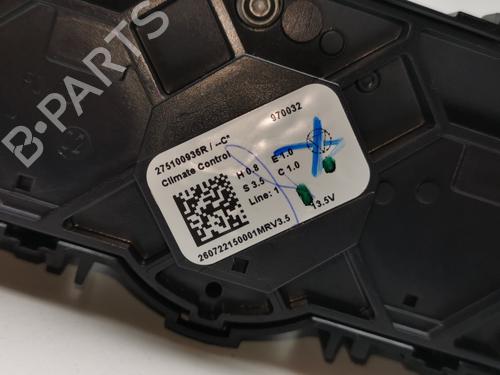 275100936R / --C*
970032
Climate Control
H 0.8 E 1.0
S 3.5 C 1.0
Line: 1
13.5V
260722150001MRV3.5
B-PARTS